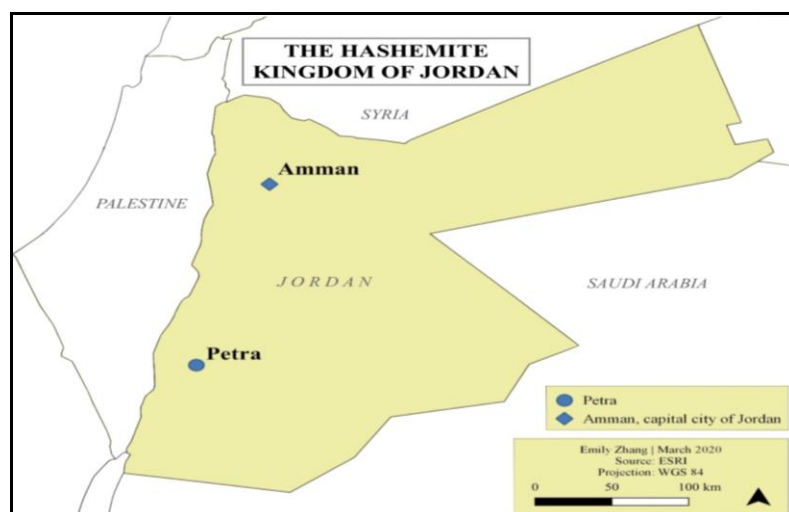 THE HASHEMITE
KINGDOM OF JORDAN
SYRIA
Amman
PALESTINE
JORDAN
SAUDI ARABIA
Petra
Petra
Amman, capital city of Jordan
Emily Zhang | March 2020
Source: ESRI
Projection: WGS 84
0 50 100 km